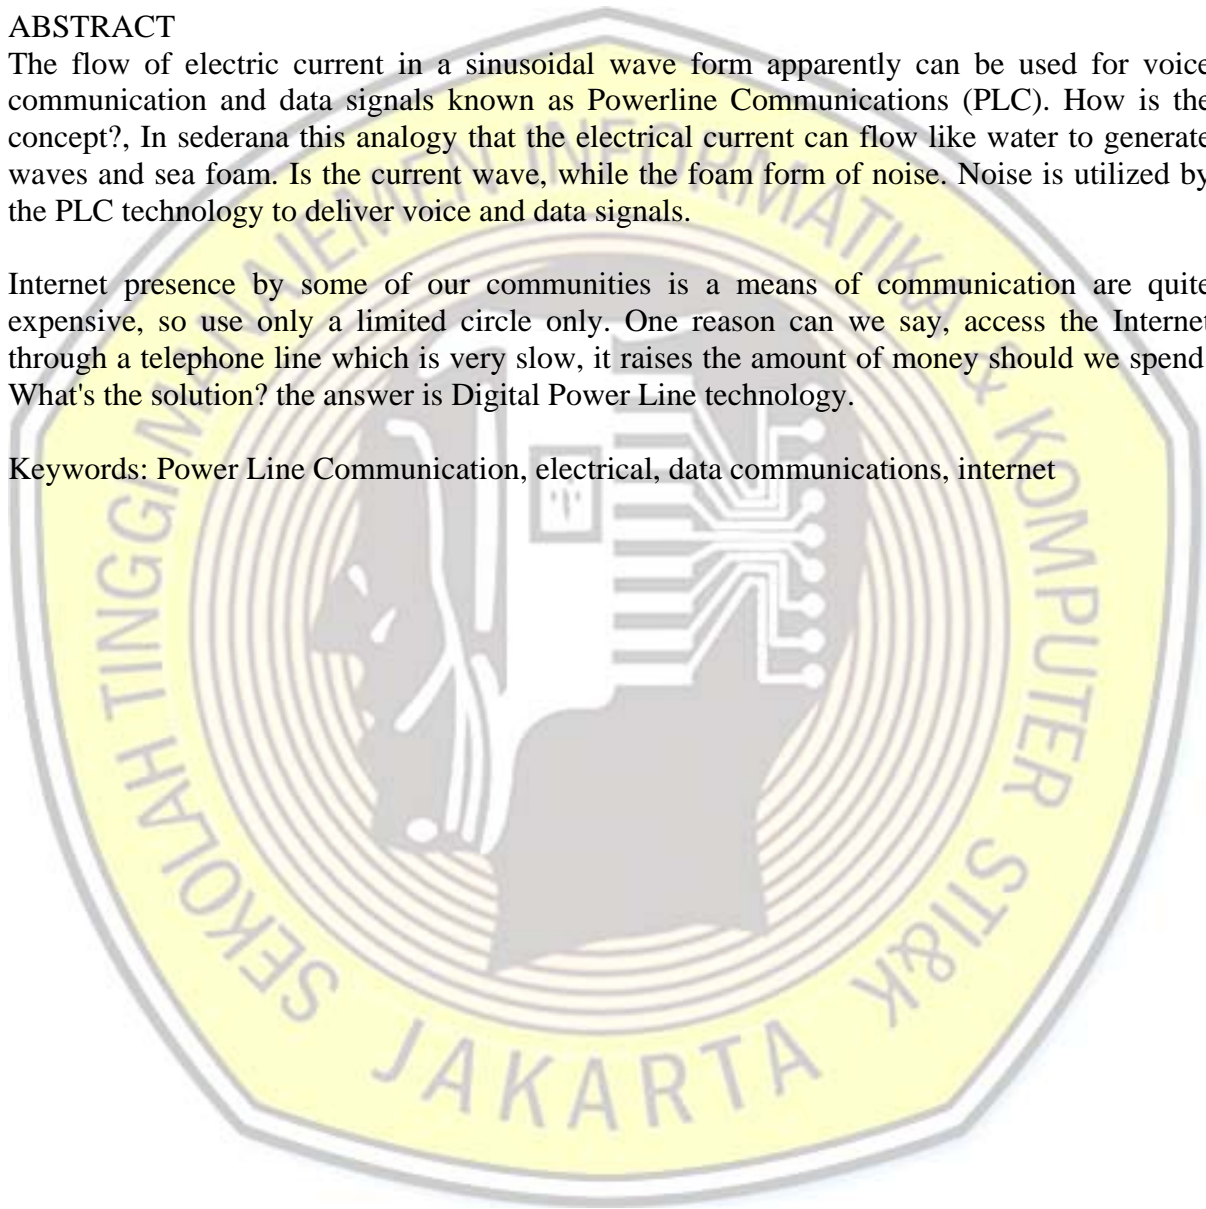 ABSTRACT
The flow of electric current in a sinusoidal wave form apparently can be used for voice
communication and data signals known as Powerline Communications (PLC). How is the
concept?, In sederana this analogy that the electrical current can flow like water to generate
waves and sea foam. Is the current wave, while the foam form of noise. Noise is utilized by
the PLC technology to deliver voice and data signals.
Internet presence by some of our communities is a means of communication are quite
expensive, so use only a limited circle only. One reason can we say, access the Internet
through a telephone line which is very slow, it raises the amount of money should we spend
What's the solution? the answer is Digital Power Line technology.
Keywords: Power Line Communication, electrical, data communications, internet
SEKOLAH TINGGI MANAJEMEN INFORMATIKA & KOMPUTER STI&K
JAKARTA